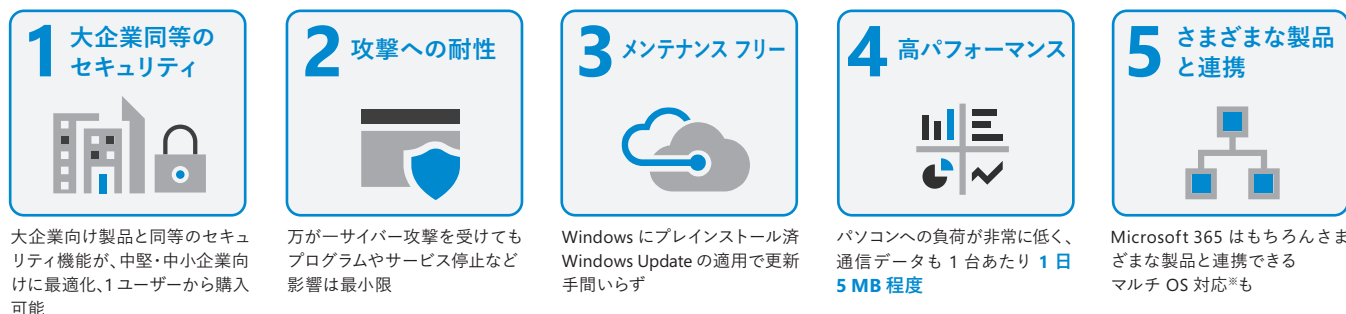 1 大企業同等の
セキュリティ
大企業向け製品と同等のセキュ
リティ機能が、中堅・中小企業向
けに最適化、1 ユーザーから購入
可能
2 攻撃への耐性
万が一サイバー攻撃を受けても
プログラムやサービス停止など
影響は最小限
3 メンテナンス フリー
Windows にプレインストール済
Windows Update の適用で更新
手間いらず
4 高パフォーマンス
パソコンへの負荷が非常に低く、
通信データも 1 台あたり 1 日
5 MB 程度
5 さまざまな製品
と連携
Microsoft 365 はもちろんさま
ざまな製品と連携できる
マルチ OS 対応※も